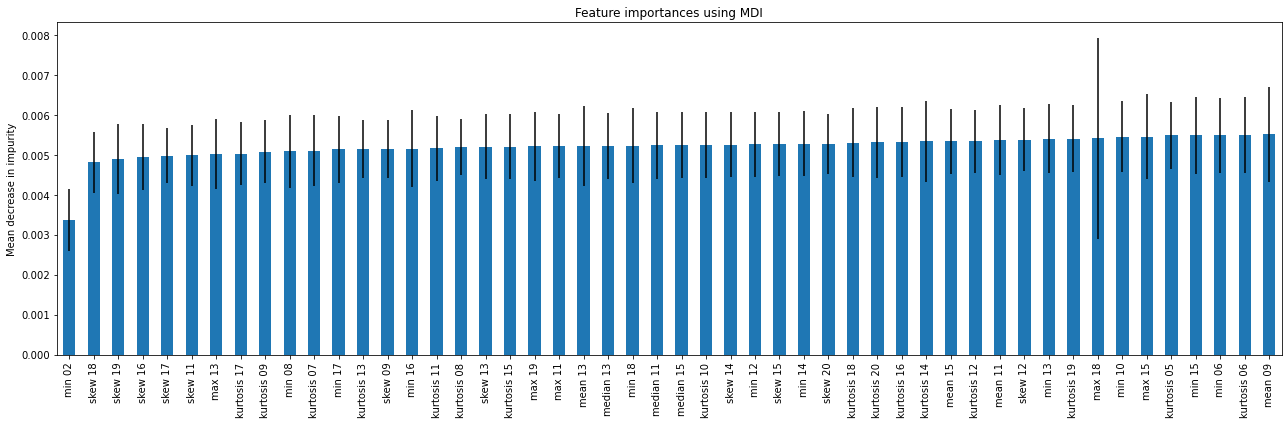 Feature importances using MDI
Mean decrease in impurity
0.008
0.007
0.006
0.005
0.004
0.003
0.002
0.001
0.000
min 02
skew 18
skew 19
skew 16
skew 17
skew 11
max 13
kurtosis 17
kurtosis 09
min 08
kurtosis 07
min 17
kurtosis 13
skew 09
min 16
kurtosis 11
kurtosis 08
skew 13
kurtosis 15
max 19
max 11
mean 13
median 13
min 18
median 11
median 15
kurtosis 10
skew 14
min 12
skew 15
min 14
skew 20
kurtosis 18
kurtosis 20
kurtosis 16
kurtosis 14
mean 15
kurtosis 12
mean 11
skew 12
min 13
kurtosis 19
max 18
min 10
max 15
kurtosis 05
min 15
min 06
kurtosis 06
mean 09